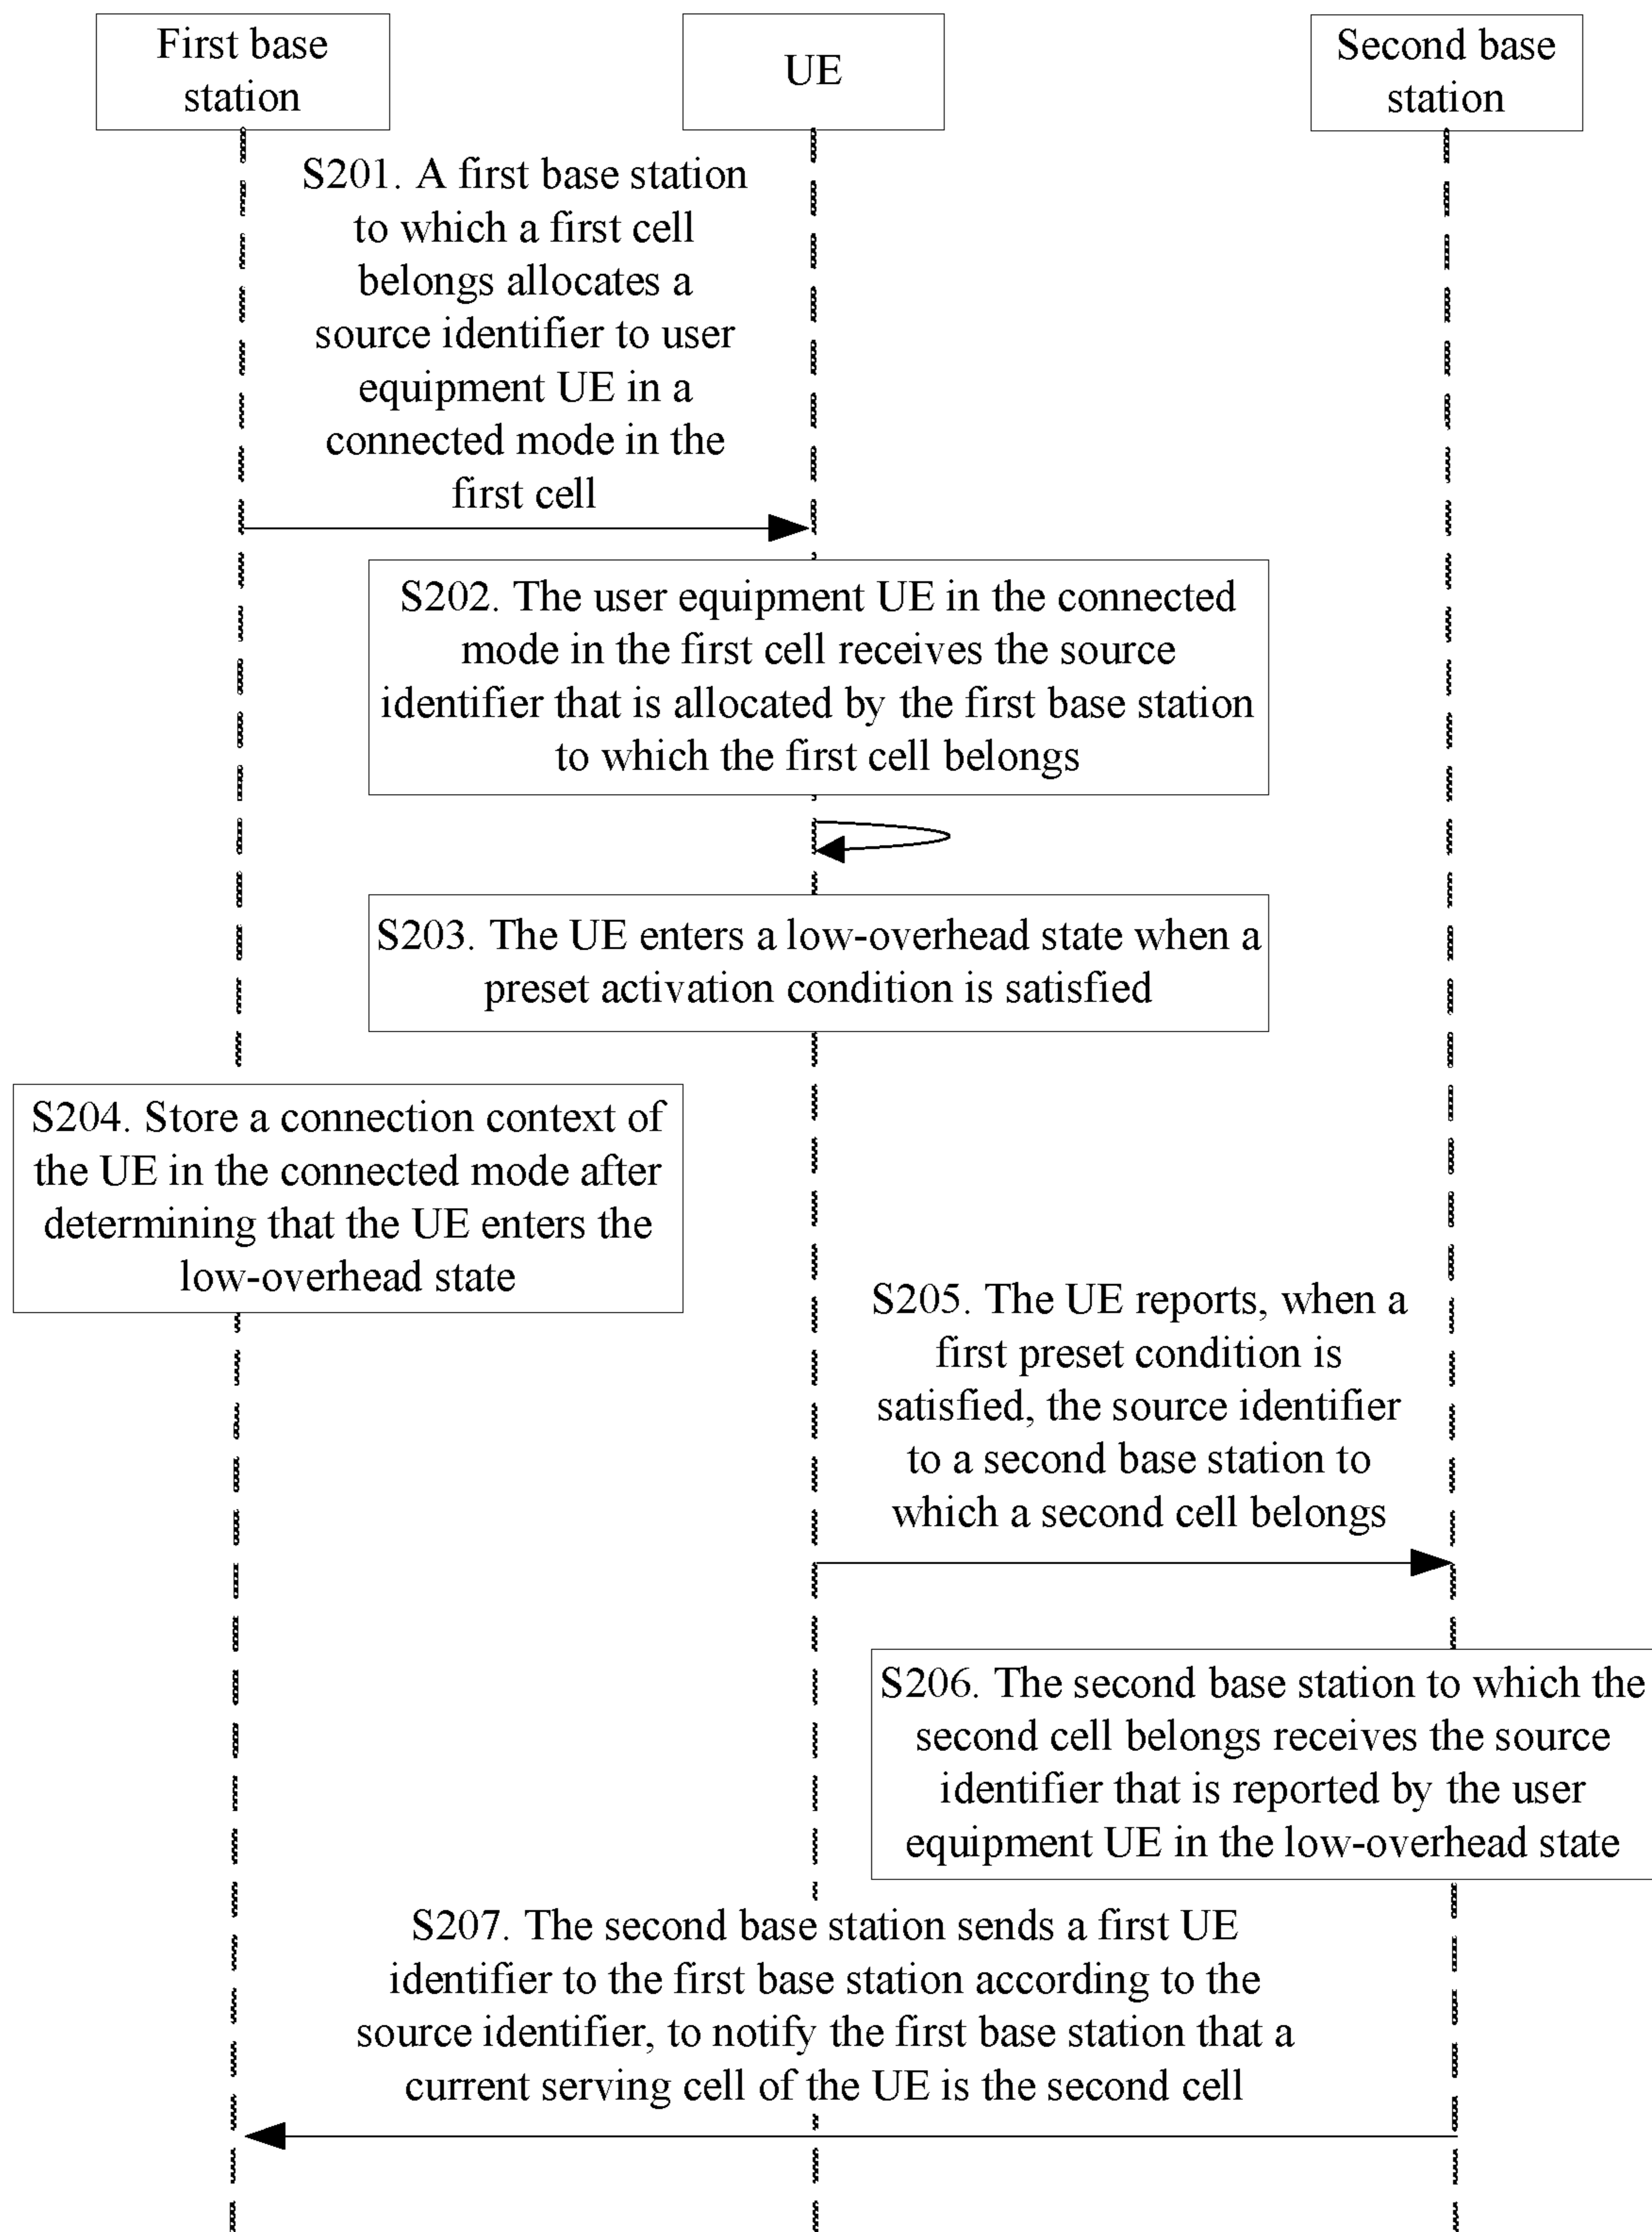 First base
station
UE
Second base
station
S201. A first base station
to which a first cell
belongs allocates a
source identifier to user
equipment UE in a
connected mode in the
first cell
S202. The user equipment UE in the connected
mode in the first cell receives the source
identifier that is allocated by the first base station
to which the first cell belongs
S203. The UE enters a low-overhead state when a
preset activation condition is satisfied
S204. Store a connection context of
the UE in the connected mode after
determining that the UE enters the
low-overhead state
S205. The UE reports, when a
first preset condition is
satisfied, the source identifier
to a second base station to
which a second cell belongs
S206. The second base station to which the
second cell belongs receives the source
identifier that is reported by the user
equipment UE in the low-overhead state
S207. The second base station sends a first UE
identifier to the first base station according to the
source identifier, to notify the first base station that a
current serving cell of the UE is the second cell